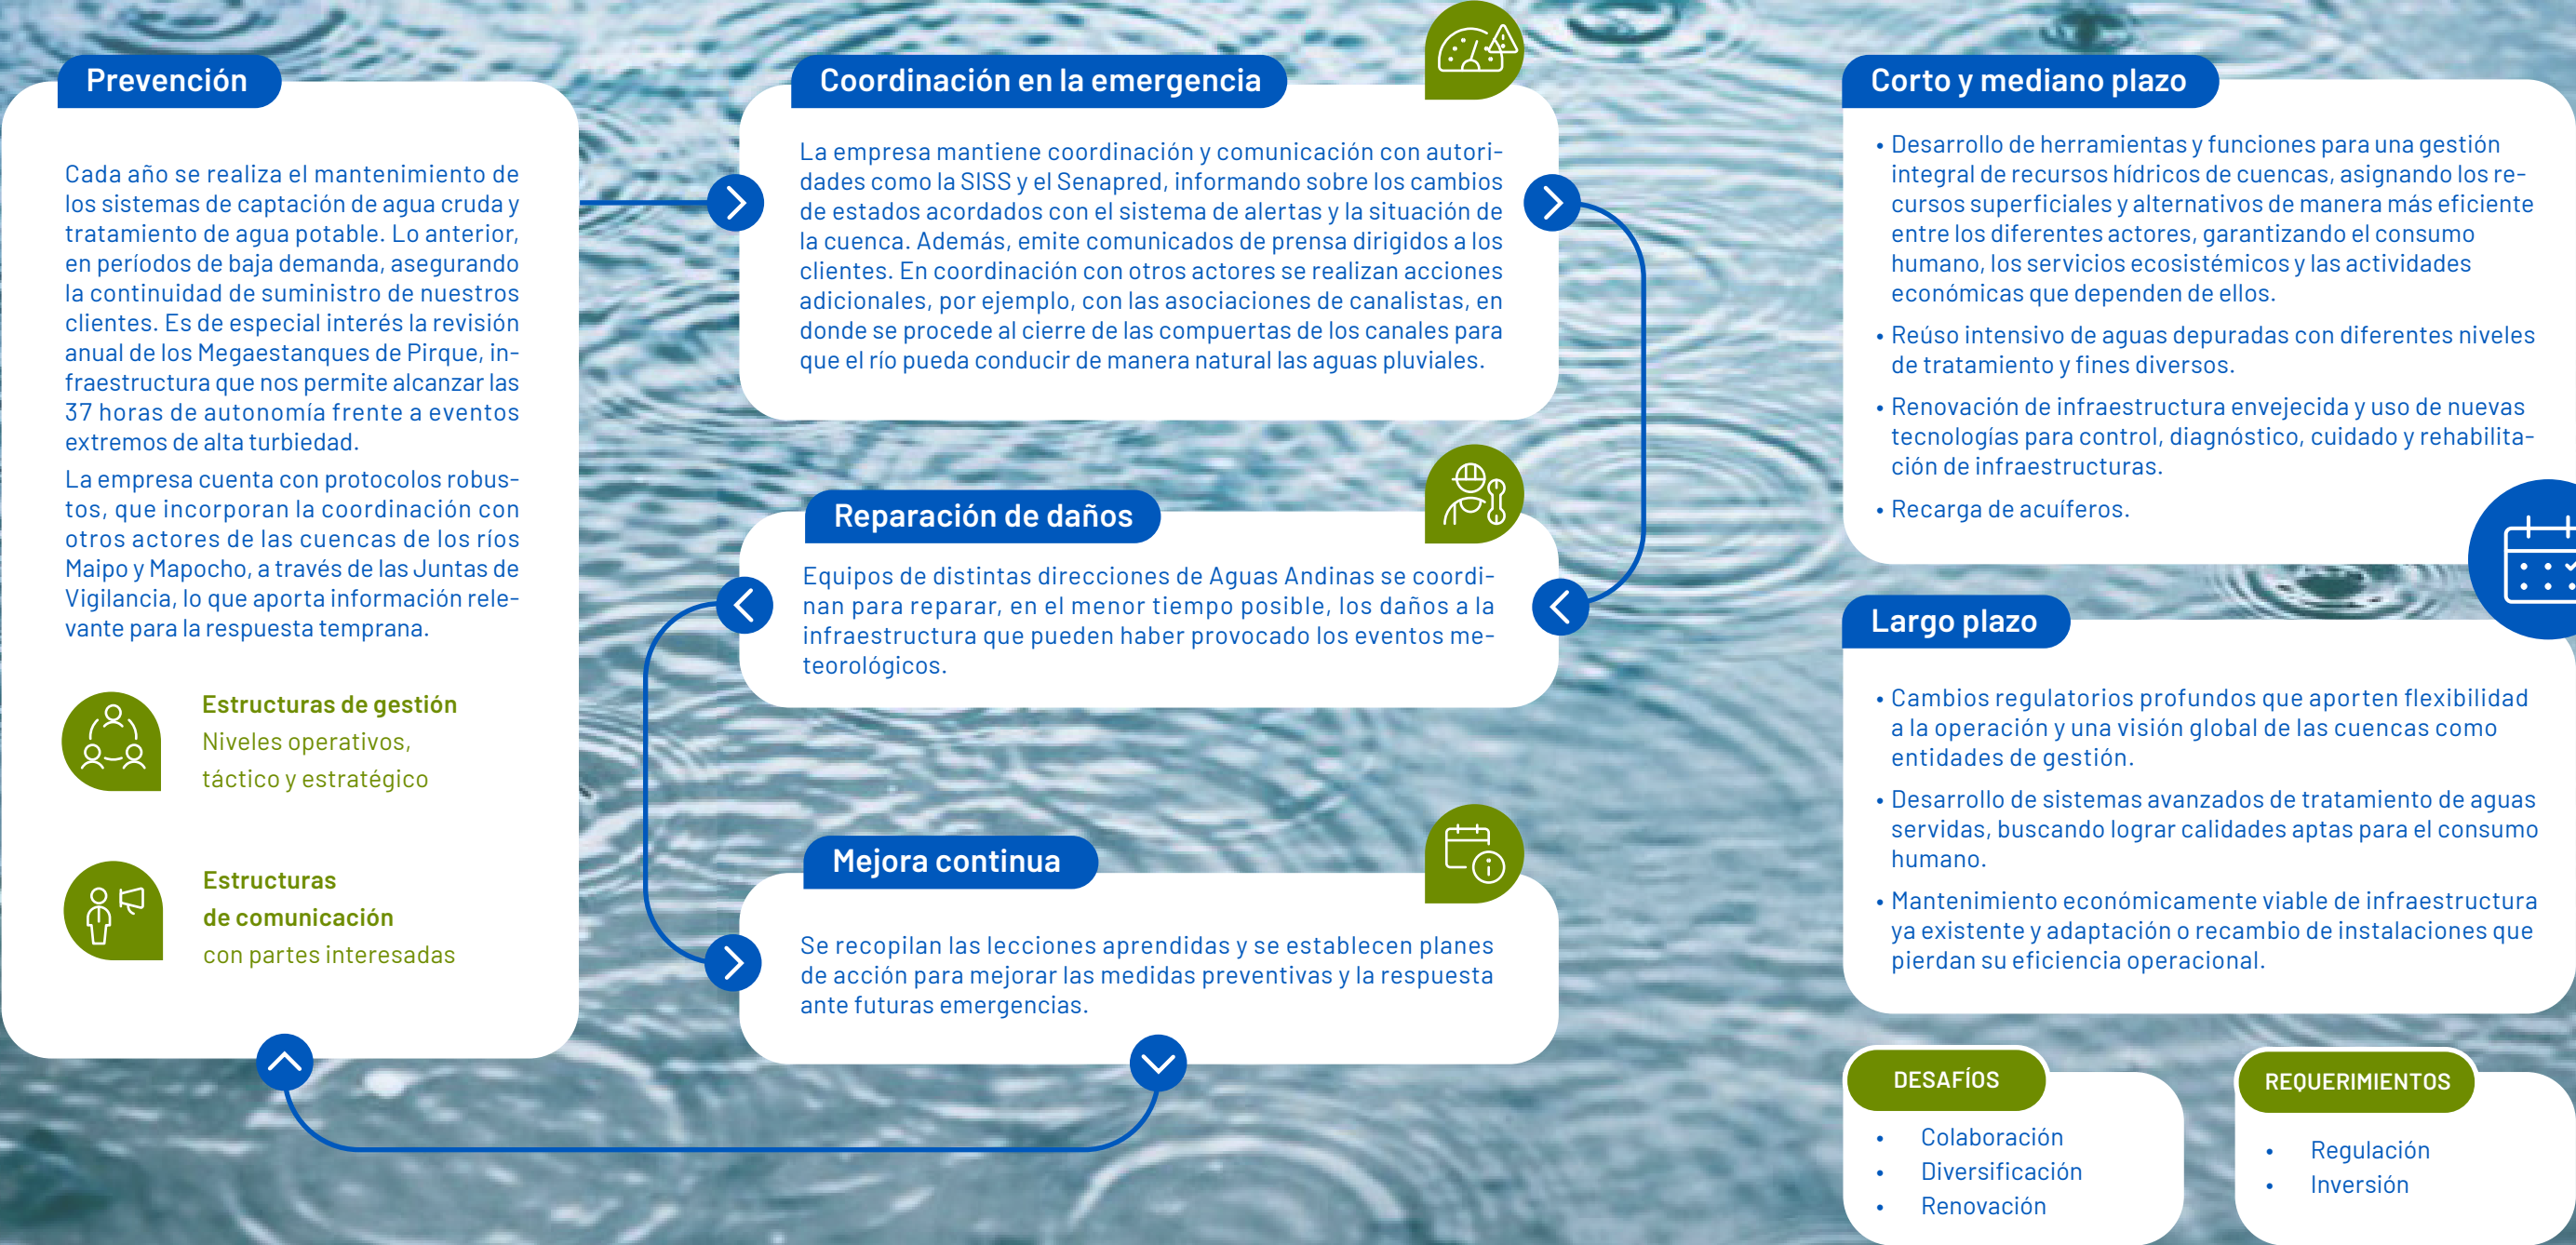 Prevención
Cada año se realiza el mantenimiento de
los sistemas de captación de agua cruda y
tratamiento de agua potable. Lo anterior,
en períodos de baja demanda, asegurando
la continuidad de suministro de nuestros
clientes. Es de especial interés la revisión
anual de los Megaestanques de Pirque, in-
fraestructura que nos permite alcanzar las
37 horas de autonomía frente a eventos
extremos de alta turbiedad.
La empresa cuenta con protocolos robus-
tos, que incorporan la coordinación con
otros actores de las cuencas de los ríos
Maipo y Mapocho, a través de las Juntas de
Vigilancia, lo que aporta información rele-
vante para la respuesta temprana.
Estructuras de gestión
Niveles operativos,
táctico y estratégico
Estructuras
de comunicación
con partes interesadas
Coordinación en la emergencia
La empresa mantiene coordinación y comunicación con autori-
dades como la SISS y el Senapred, informando sobre los cambios
de estados acordados con el sistema de alertas y la situación de
la cuenca. Además, emite comunicados de prensa dirigidos a los
clientes. En coordinación con otros actores se realizan acciones
adicionales, por ejemplo, con las asociaciones de canalistas, en
donde se procede al cierre de las compuertas de los canales para
que el río pueda conducir de manera natural las aguas pluviales.
Reparación de daños
Equipos de distintas direcciones de Aguas Andinas se coordi-
nan para reparar, en el menor tiempo posible, los daños a la
infraestructura que pueden haber provocado los eventos me-
teorológicos.
Mejora continua
Se recopilan las lecciones aprendidas y se establecen planes
de acción para mejorar las medidas preventivas y la respuesta
ante futuras emergencias.
Corto y mediano plazo
• Desarrollo de herramientas y funciones para una gestión
integral de recursos hídricos de cuencas, asignando los re-
cursos superficiales y alternativos de manera más eficiente
entre los diferentes actores, garantizando el consumo
humano, los servicios ecosistémicos y las actividades
económicas que dependen de ellos.
• Reúso intensivo de aguas depuradas con diferentes niveles
de tratamiento y fines diversos.
• Renovación de infraestructura envejecida y uso de nuevas
tecnologías para control, diagnóstico, cuidado y rehabilita-
ción de infraestructuras.
• Recarga de acuíferos.
Largo plazo
• Cambios regulatorios profundos que aporten flexibilidad
a la operación y una visión global de las cuencas como
entidades de gestión.
• Desarrollo de sistemas avanzados de tratamiento de aguas
servidas, buscando lograr calidades aptas para el consumo
humano.
• Mantenimiento económicamente viable de infraestructura
ya existente y adaptación o recambio de instalaciones que
pierdan su eficiencia operacional.
DESAFÍOS
• Colaboración
• Diversificación
• Renovación
REQUERIMIENTOS
• Regulación
• Inversión